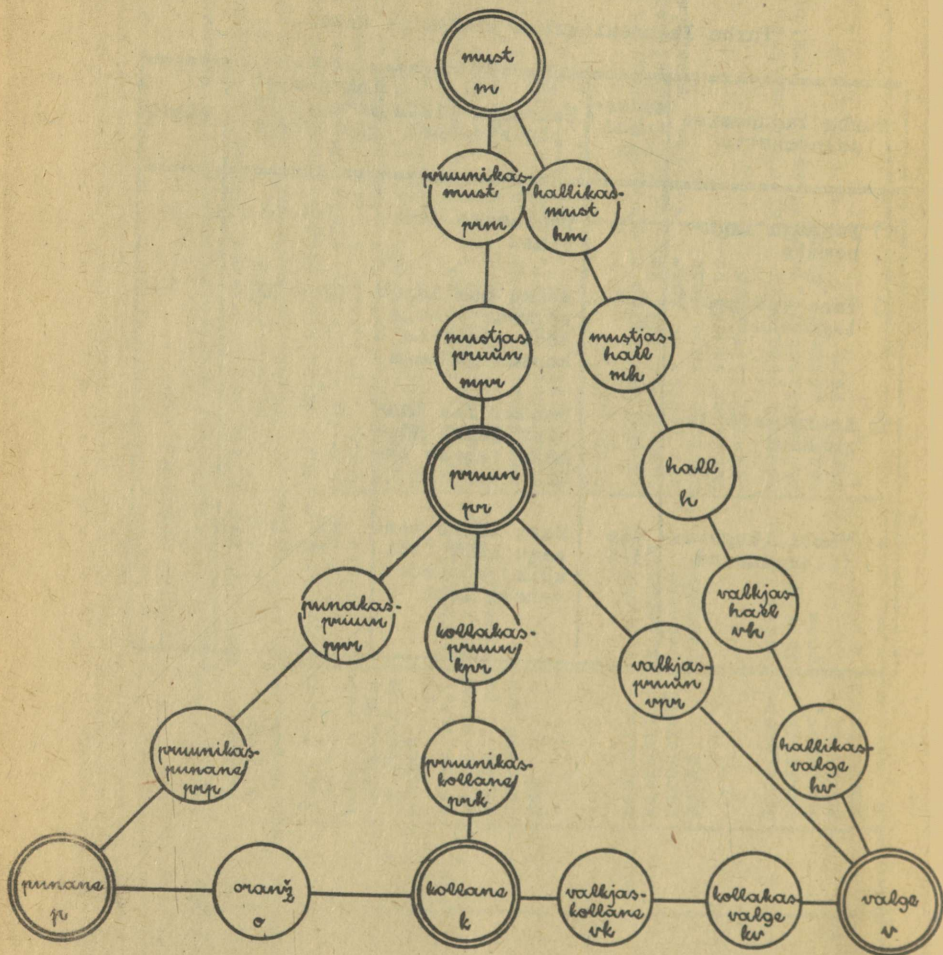 must
m
pruunikas-
must
prm
hallikas-
must
hm
mustjas-
pruun
mpr
mustjas-
hall
mh
pruun
pr
hall
h
punakas-
pruun
ppr
kollakas-
pruun
kpr
valkjas-
pruun
vpr
valkjas-
hall
vh
pruunikas-
punane
prp
pruunikas-
kollane
prk
hallikas-
valge
hv
punane
p
oranž
o
kollane
k
valkjas-
kollane
vk
kollakas
valge
kv
valge
v